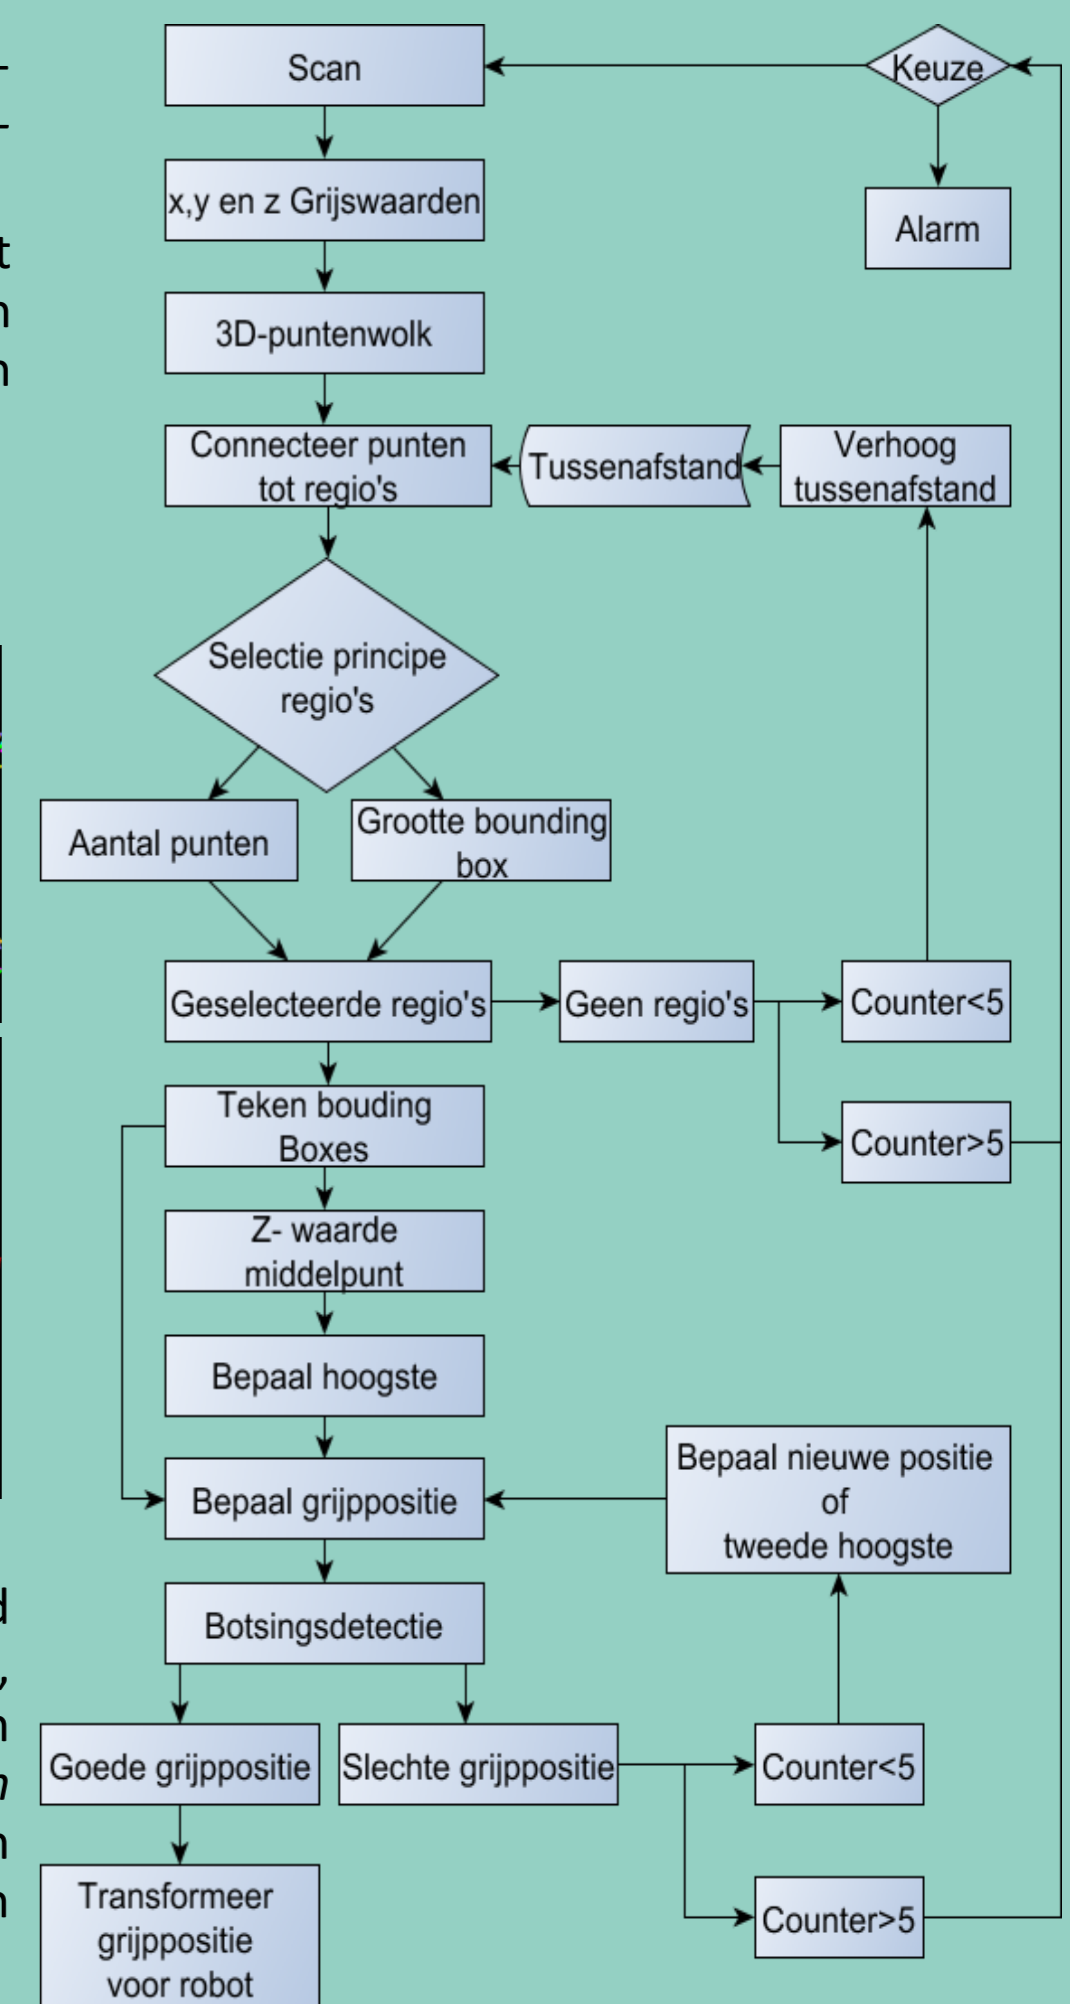 Scan
Keuze
x,y en z Grijswaarden
Alarm
3D-puntenwolk
Connecteer punten
tot regio's
Tussenafstand
Verhoog
tussenafstand
Selectie principe
regio's
Aantal punten
Grootte bounding
box
Geselecteerde regio's
Geen regio's
Counter<5
Counter>5
Teken bouding
Boxes
Z- waarde
middelpunt
Bepaal hoogste
Bepaal grijppositie
Bepaal nieuwe positie
of
tweede hoogste
Botsingsdetectie
Goede grijppositie
Slechte grijppositie
Counter<5
Counter>5
Transformeer
grijppositie
voor robot